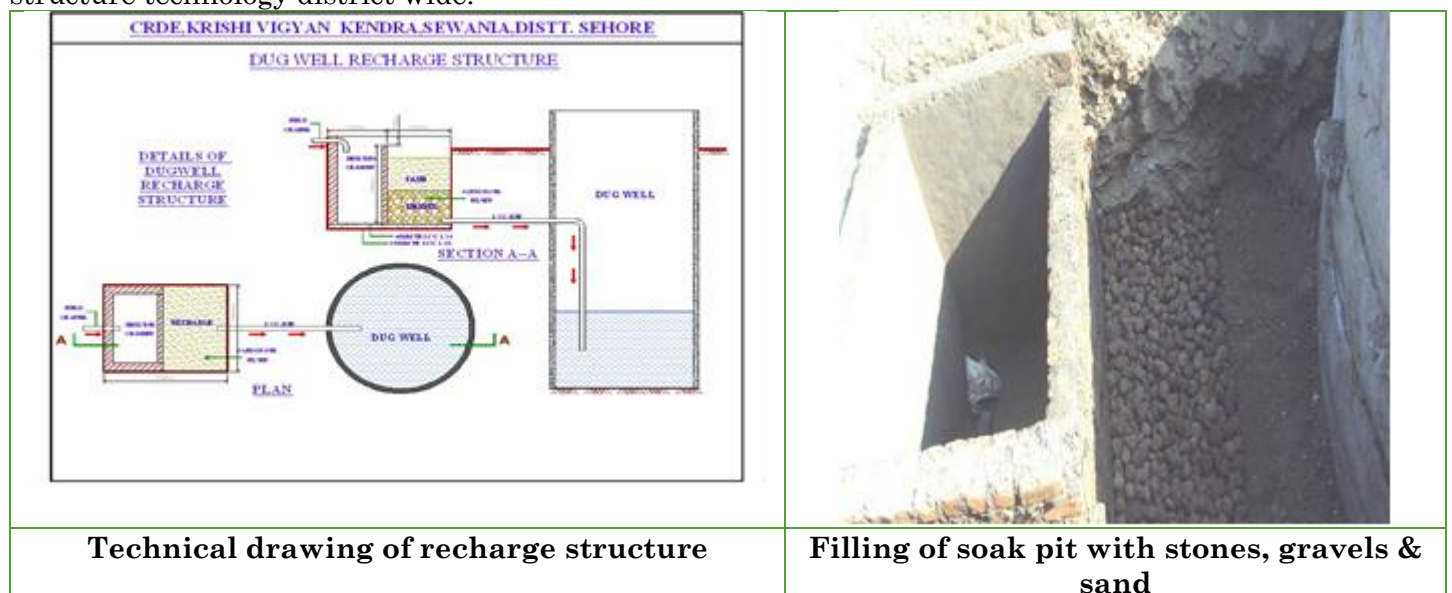 structure technology district wide.
CRDE,KRISHI VIGYAN KENDRA,SEWANIA,DISTT. SEHORE
DUG WELL RECHARGE STRUCTURE
DETAILS OF
DUGWELL
RECHARGE
STRUCTURE
SAND
DUG WELL
SECTION A-A
RECHARGE
DUG WELL
A
A
PLAN
Technical drawing of recharge structure
Filling of soak pit with stones, gravels &
sand